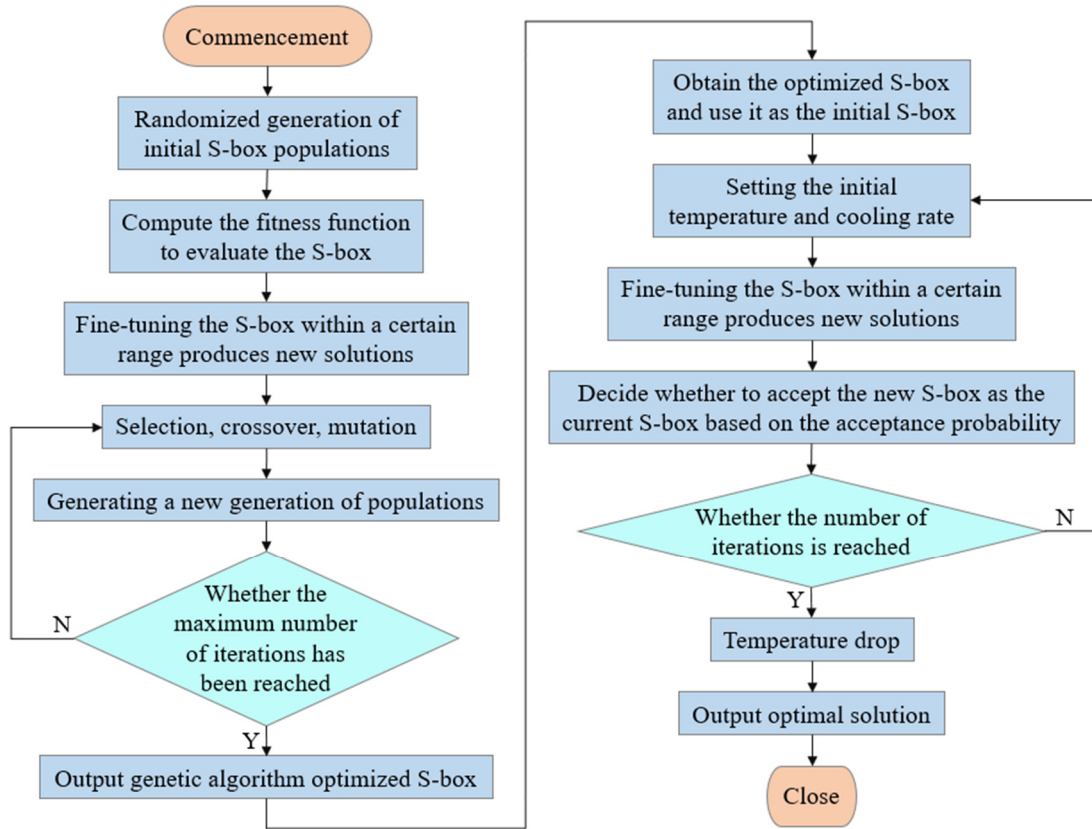 Commencement
Randomized generation of
initial S-box populations
Compute the fitness function
to evaluate the S-box
Fine-tuning the S-box within a certain
range produces new solutions
Selection, crossover, mutation
Generating a new generation of populations
Whether the
maximum number
of iterctions has
been reached
N
Y
Output genetic algorithm optimized S-box
Obtain the optimized S-box
and use it as the initial S-box
Setting the initial
temperature and cooling rate
Fine-tuning the S-box within a certain
range produces new solutions
Decide whether to accept the new S-box as the
current S-box based on the acceptance probability
Whether the number of
iterctions is reached
N
Y
Temperature drop
Output optimal solution
Close